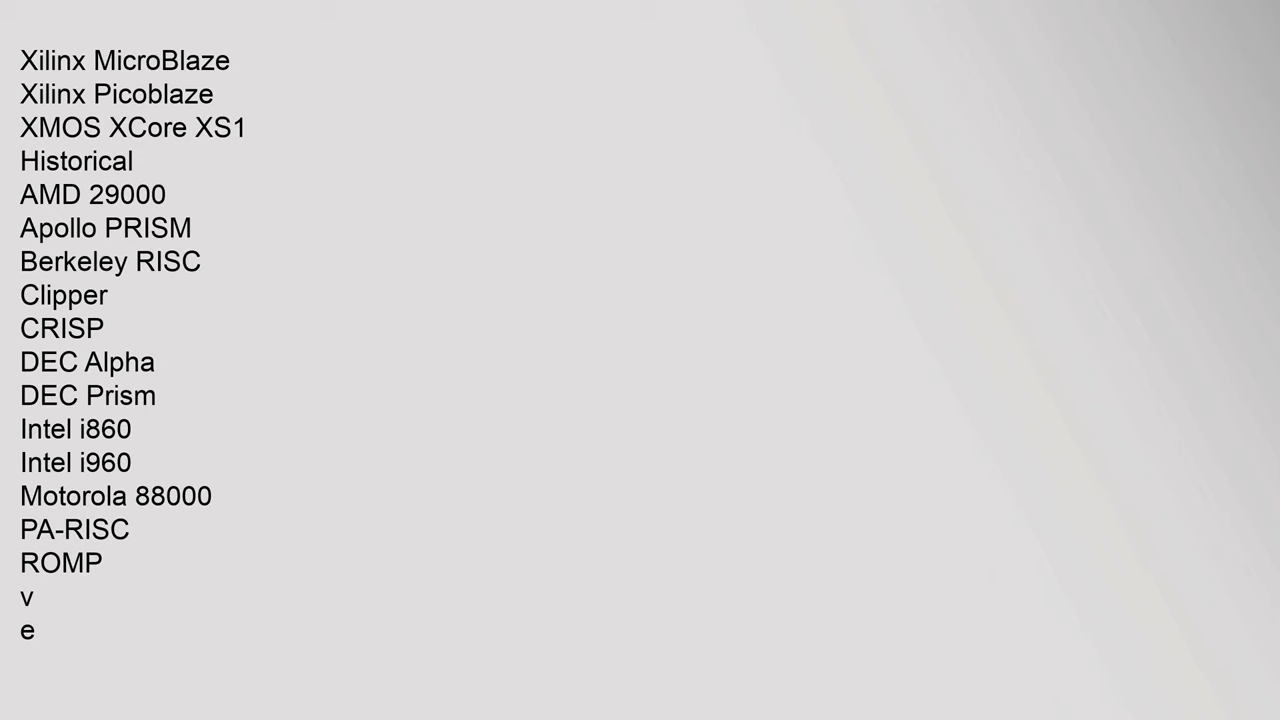 Xilinx MicroBlaze
Xilinx Picoblaze
XMOS XCore XS1
Historical
AMD 29000
Apollo PRISM
Berkeley RISC
Clipper
CRISP
DEC Alpha
DEC Prism
Intel i860
Intel i960
Motorola 88000
PA-RISC
ROMP
v
e